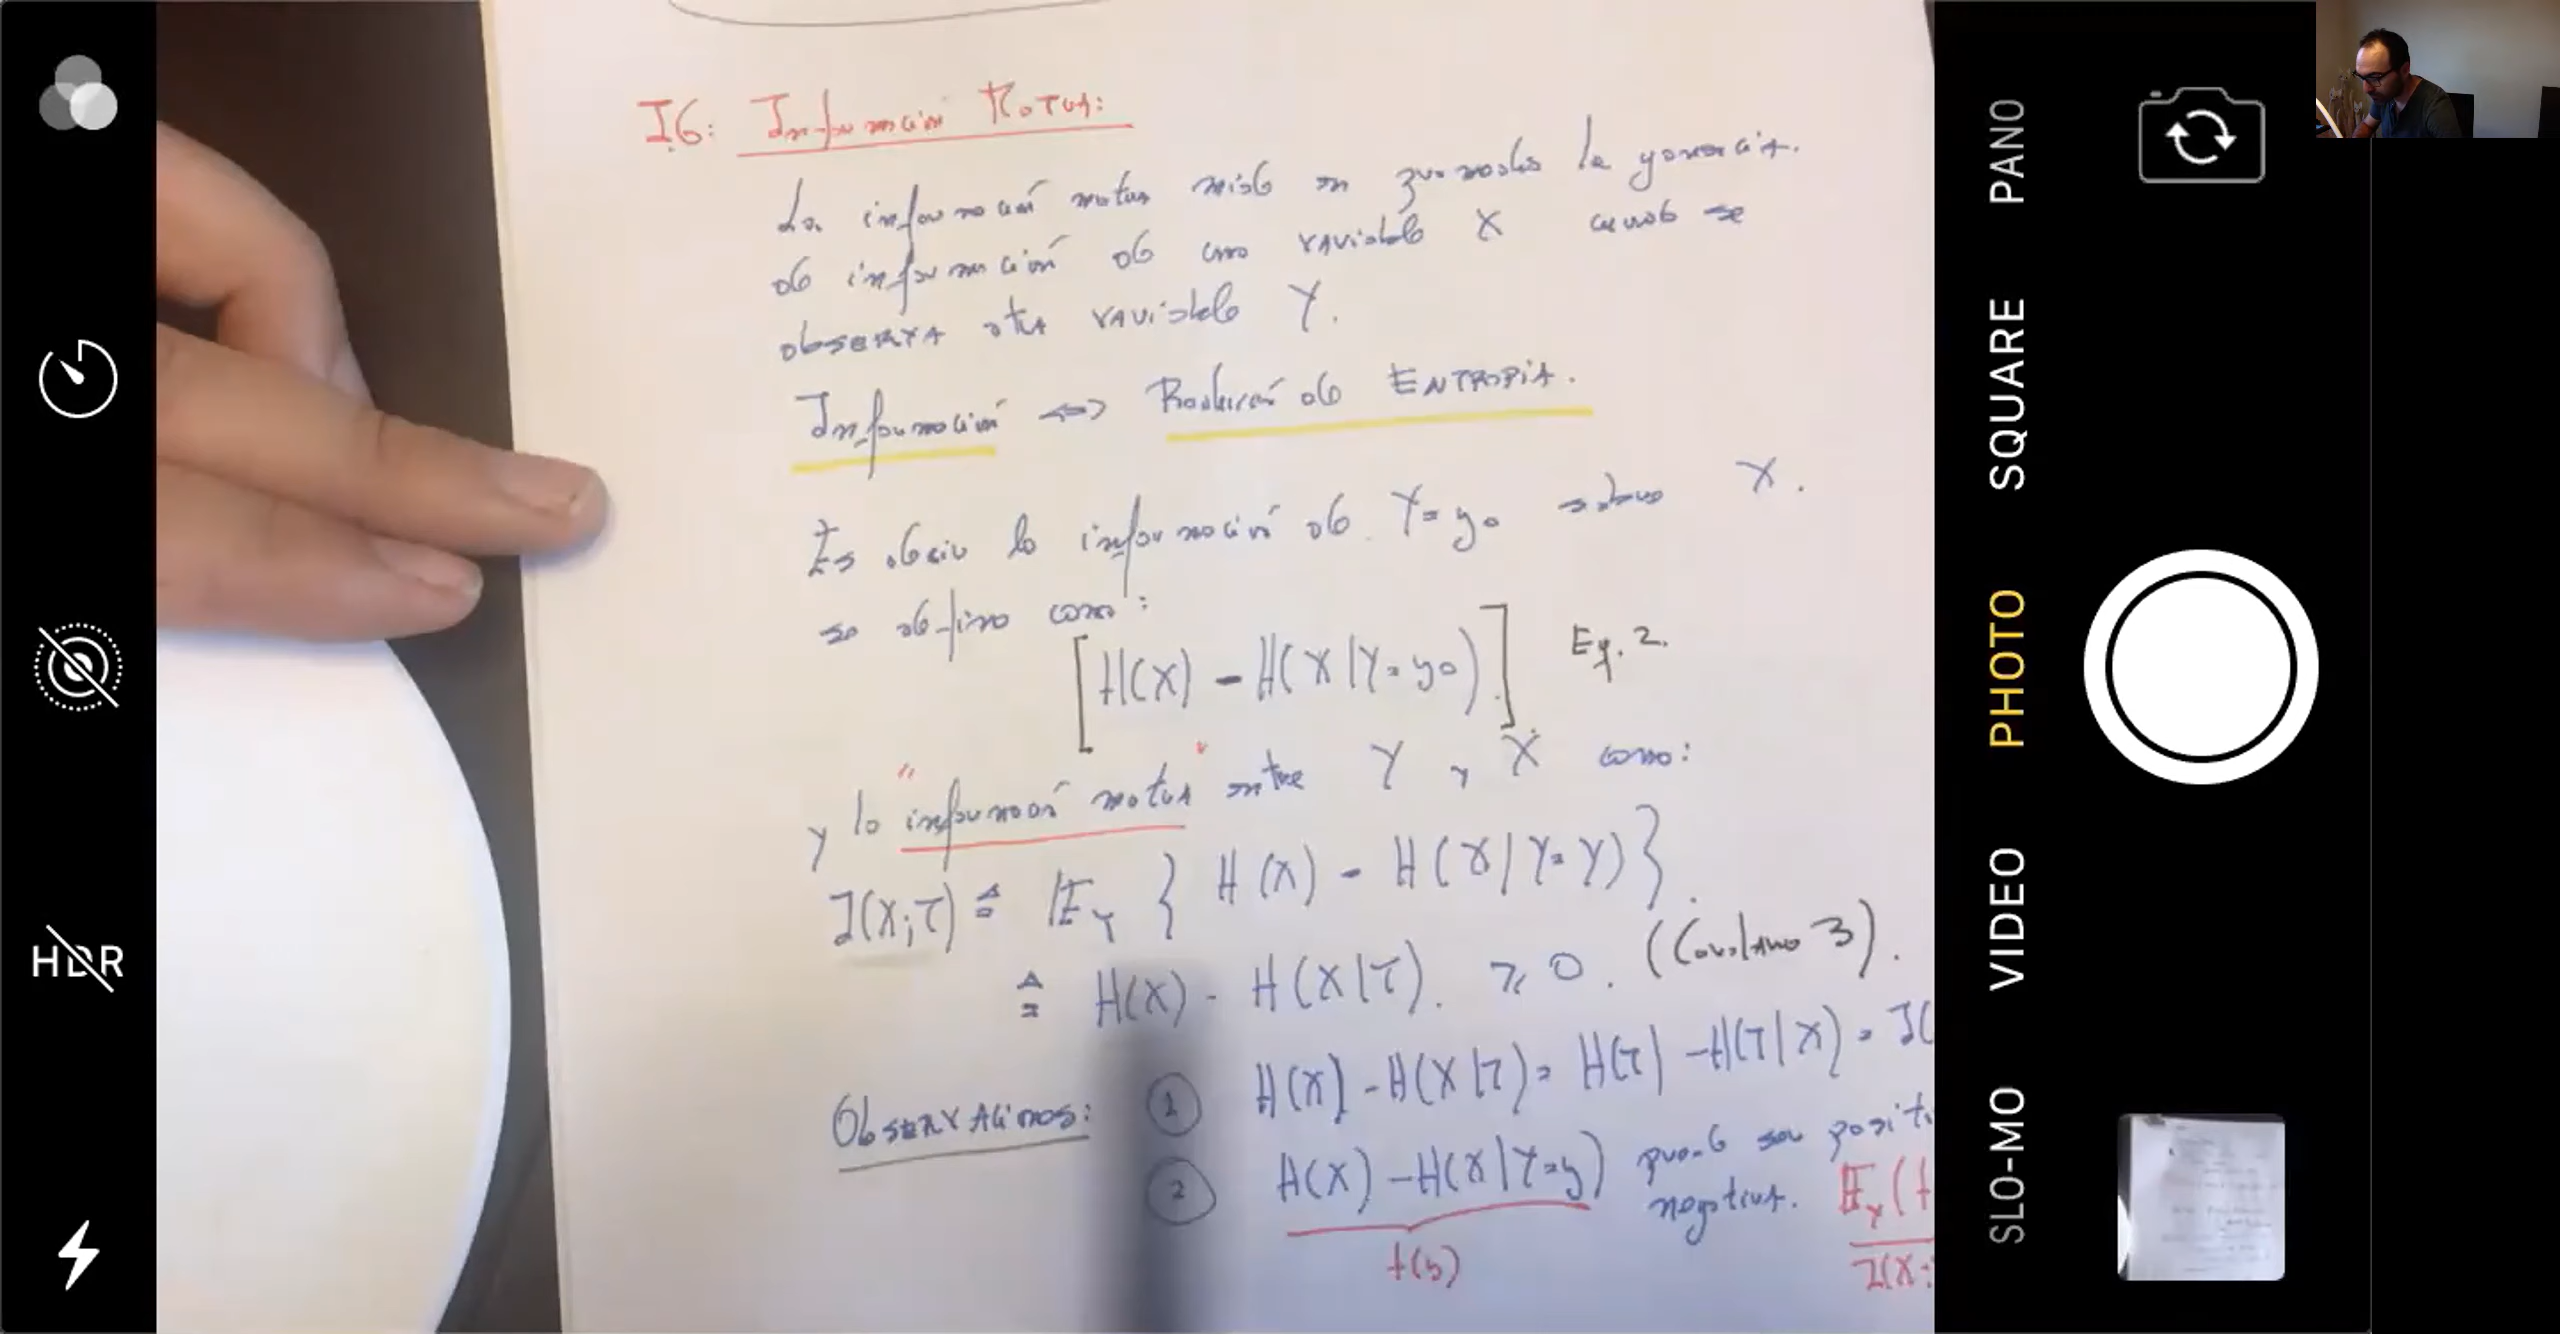 I6: Información Mutua:
La información mutua mide en promedio la ganancia
de información de una variable X cuando se
observa otra variable Y.
Información <=> Reducción de ENTROPÍA.
Es decir la información de Y=y0 sobre X.
se define como:
[H(X) - H(X|Y=y0)] Eq. 2.
y la "información mutua" entre Y y X como:
I(X;Y) ≜ E_Y { H(X) - H(X|Y=y) }.
≜ H(X) - H(X|Y). ≥ 0. (Corolario 3).
Observaciones: ① H(X) - H(X|Y) = H(Y) - H(Y|X) = I(
② H(X) - H(X|Y=y) puede ser positi
negativa. E_Y(f
f(y) I(X;
PANO
SQUARE
PHOTO
VIDEO
SLO-MO
HDR